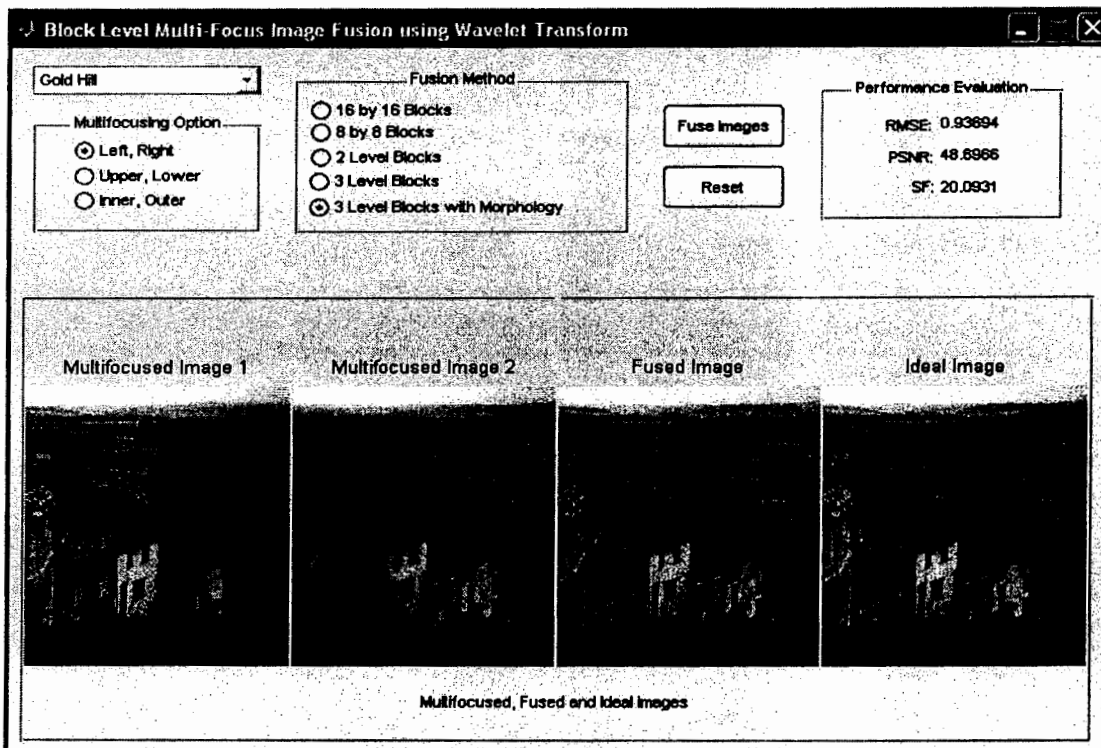 Block Level Multi-Focus Image Fusion using Wavelet Transform
Gold Hill
Multifocusing Option
Left, Right
Upper, Lower
Inner, Outer
Fusion Method
16 by 16 Blocks
8 by 8 Blocks
2 Level Blocks
3 Level Blocks
3 Level Blocks with Morphology
Fuse Images
Reset
Performance Evaluation
RMSE: 0.93694
PSNR: 48.6966
SF: 20.0931
Multifocused Image 1
Multifocused Image 2
Fused Image
Ideal Image
Multifocused, Fused and Ideal Images